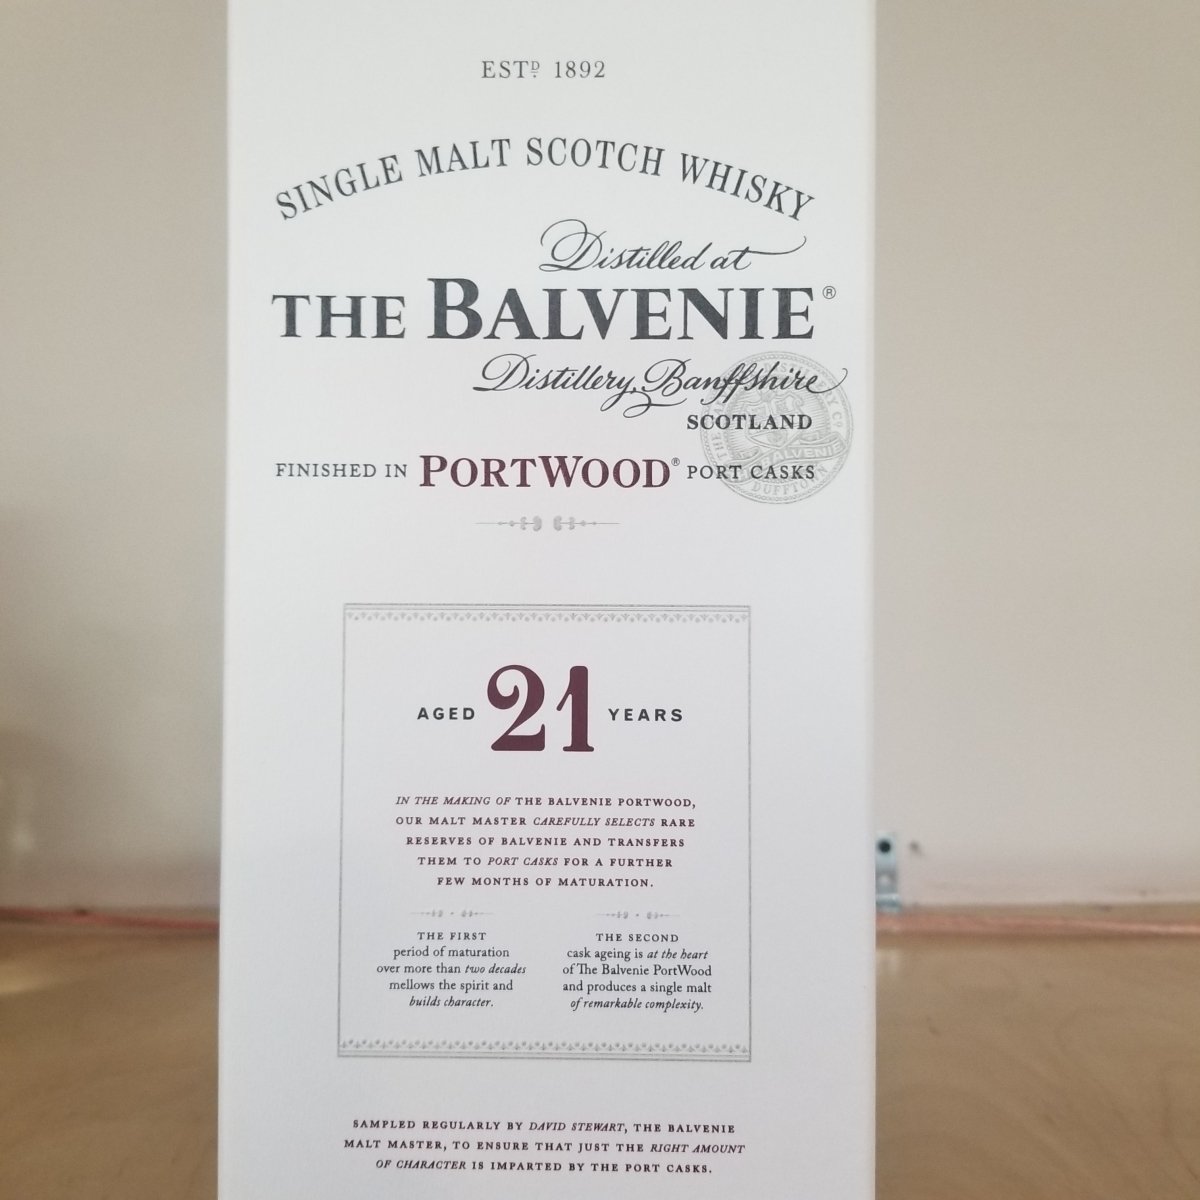 ESTD 1892
SINGLE MALT SCOTCH WHISKY
Distilled at
THE BALVENIE®
Distillery, Banffshire
SCOTLAND
FINISHED IN PORTWOOD® PORT CASKS
BALVENIE
DUFFTOWN
AGED 21 YEARS
IN THE MAKING OF THE BALVENIE PORTWOOD,
OUR MALT MASTER CAREFULLY SELECTS RARE
RESERVES OF BALVENIE AND TRANSFERS
THEM TO PORT CASKS FOR A FURTHER
FEW MONTHS OF MATURATION.
THE FIRST
period of maturation
over more than two decades
mellows the spirit and
builds character.
THE SECOND
cask ageing is at the heart
of The Balvenie PortWood
and produces a single malt
of remarkable complexity.
SAMPLED REGULARLY BY DAVID STEWART, THE BALVENIE
MALT MASTER, TO ENSURE THAT JUST THE RIGHT AMOUNT
OF CHARACTER IS IMPARTED BY THE PORT CASKS.